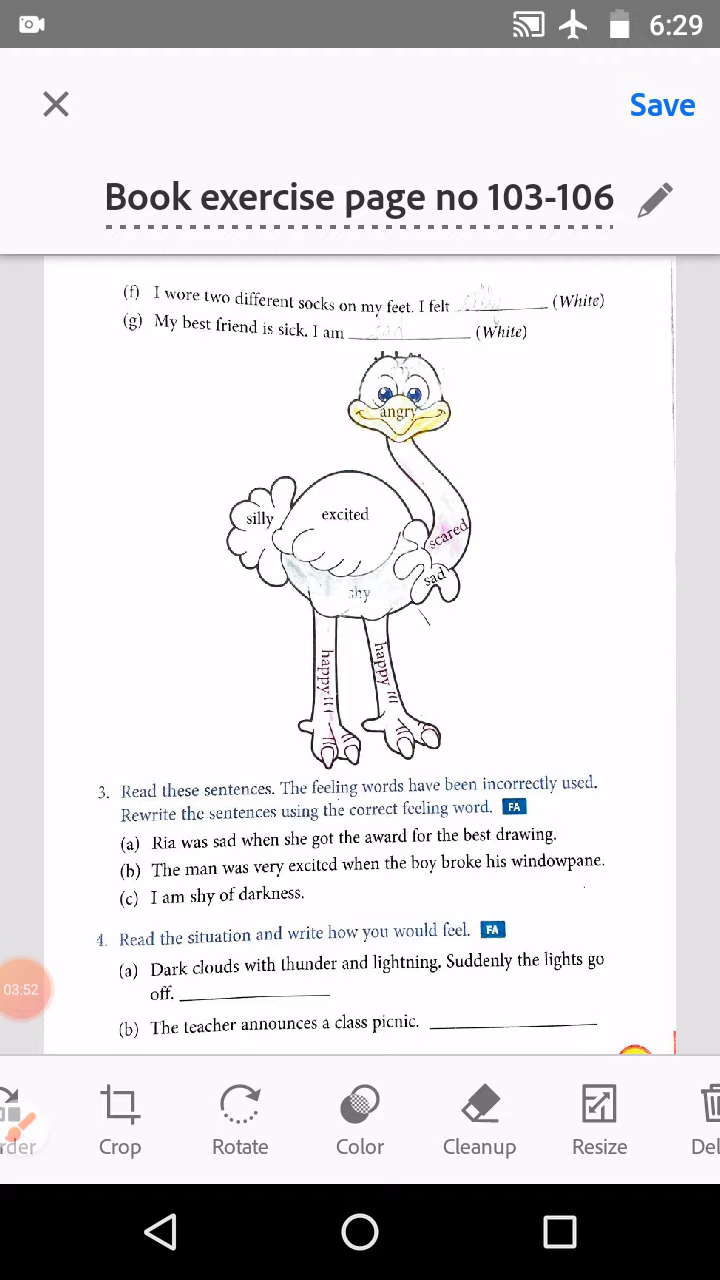 6:29
Save
Book exercise page no 103-106
(f) I wore two different socks on my feet. I felt silly (White)
(g) My best friend is sick. I am sad (White)
angry
silly
excited
scared
sad
shy
happy
happy
3. Read these sentences. The feeling words have been incorrectly used.
Rewrite the sentences using the correct feeling word. FA
(a) Ria was sad when she got the award for the best drawing.
(b) The man was very excited when the boy broke his windowpane.
(c) I am shy of darkness.
4. Read the situation and write how you would feel. FA
(a) Dark clouds with thunder and lightning. Suddenly the lights go
off.
03:52
(b) The teacher announces a class picnic.
Crop
Rotate
Color
Cleanup
Resize